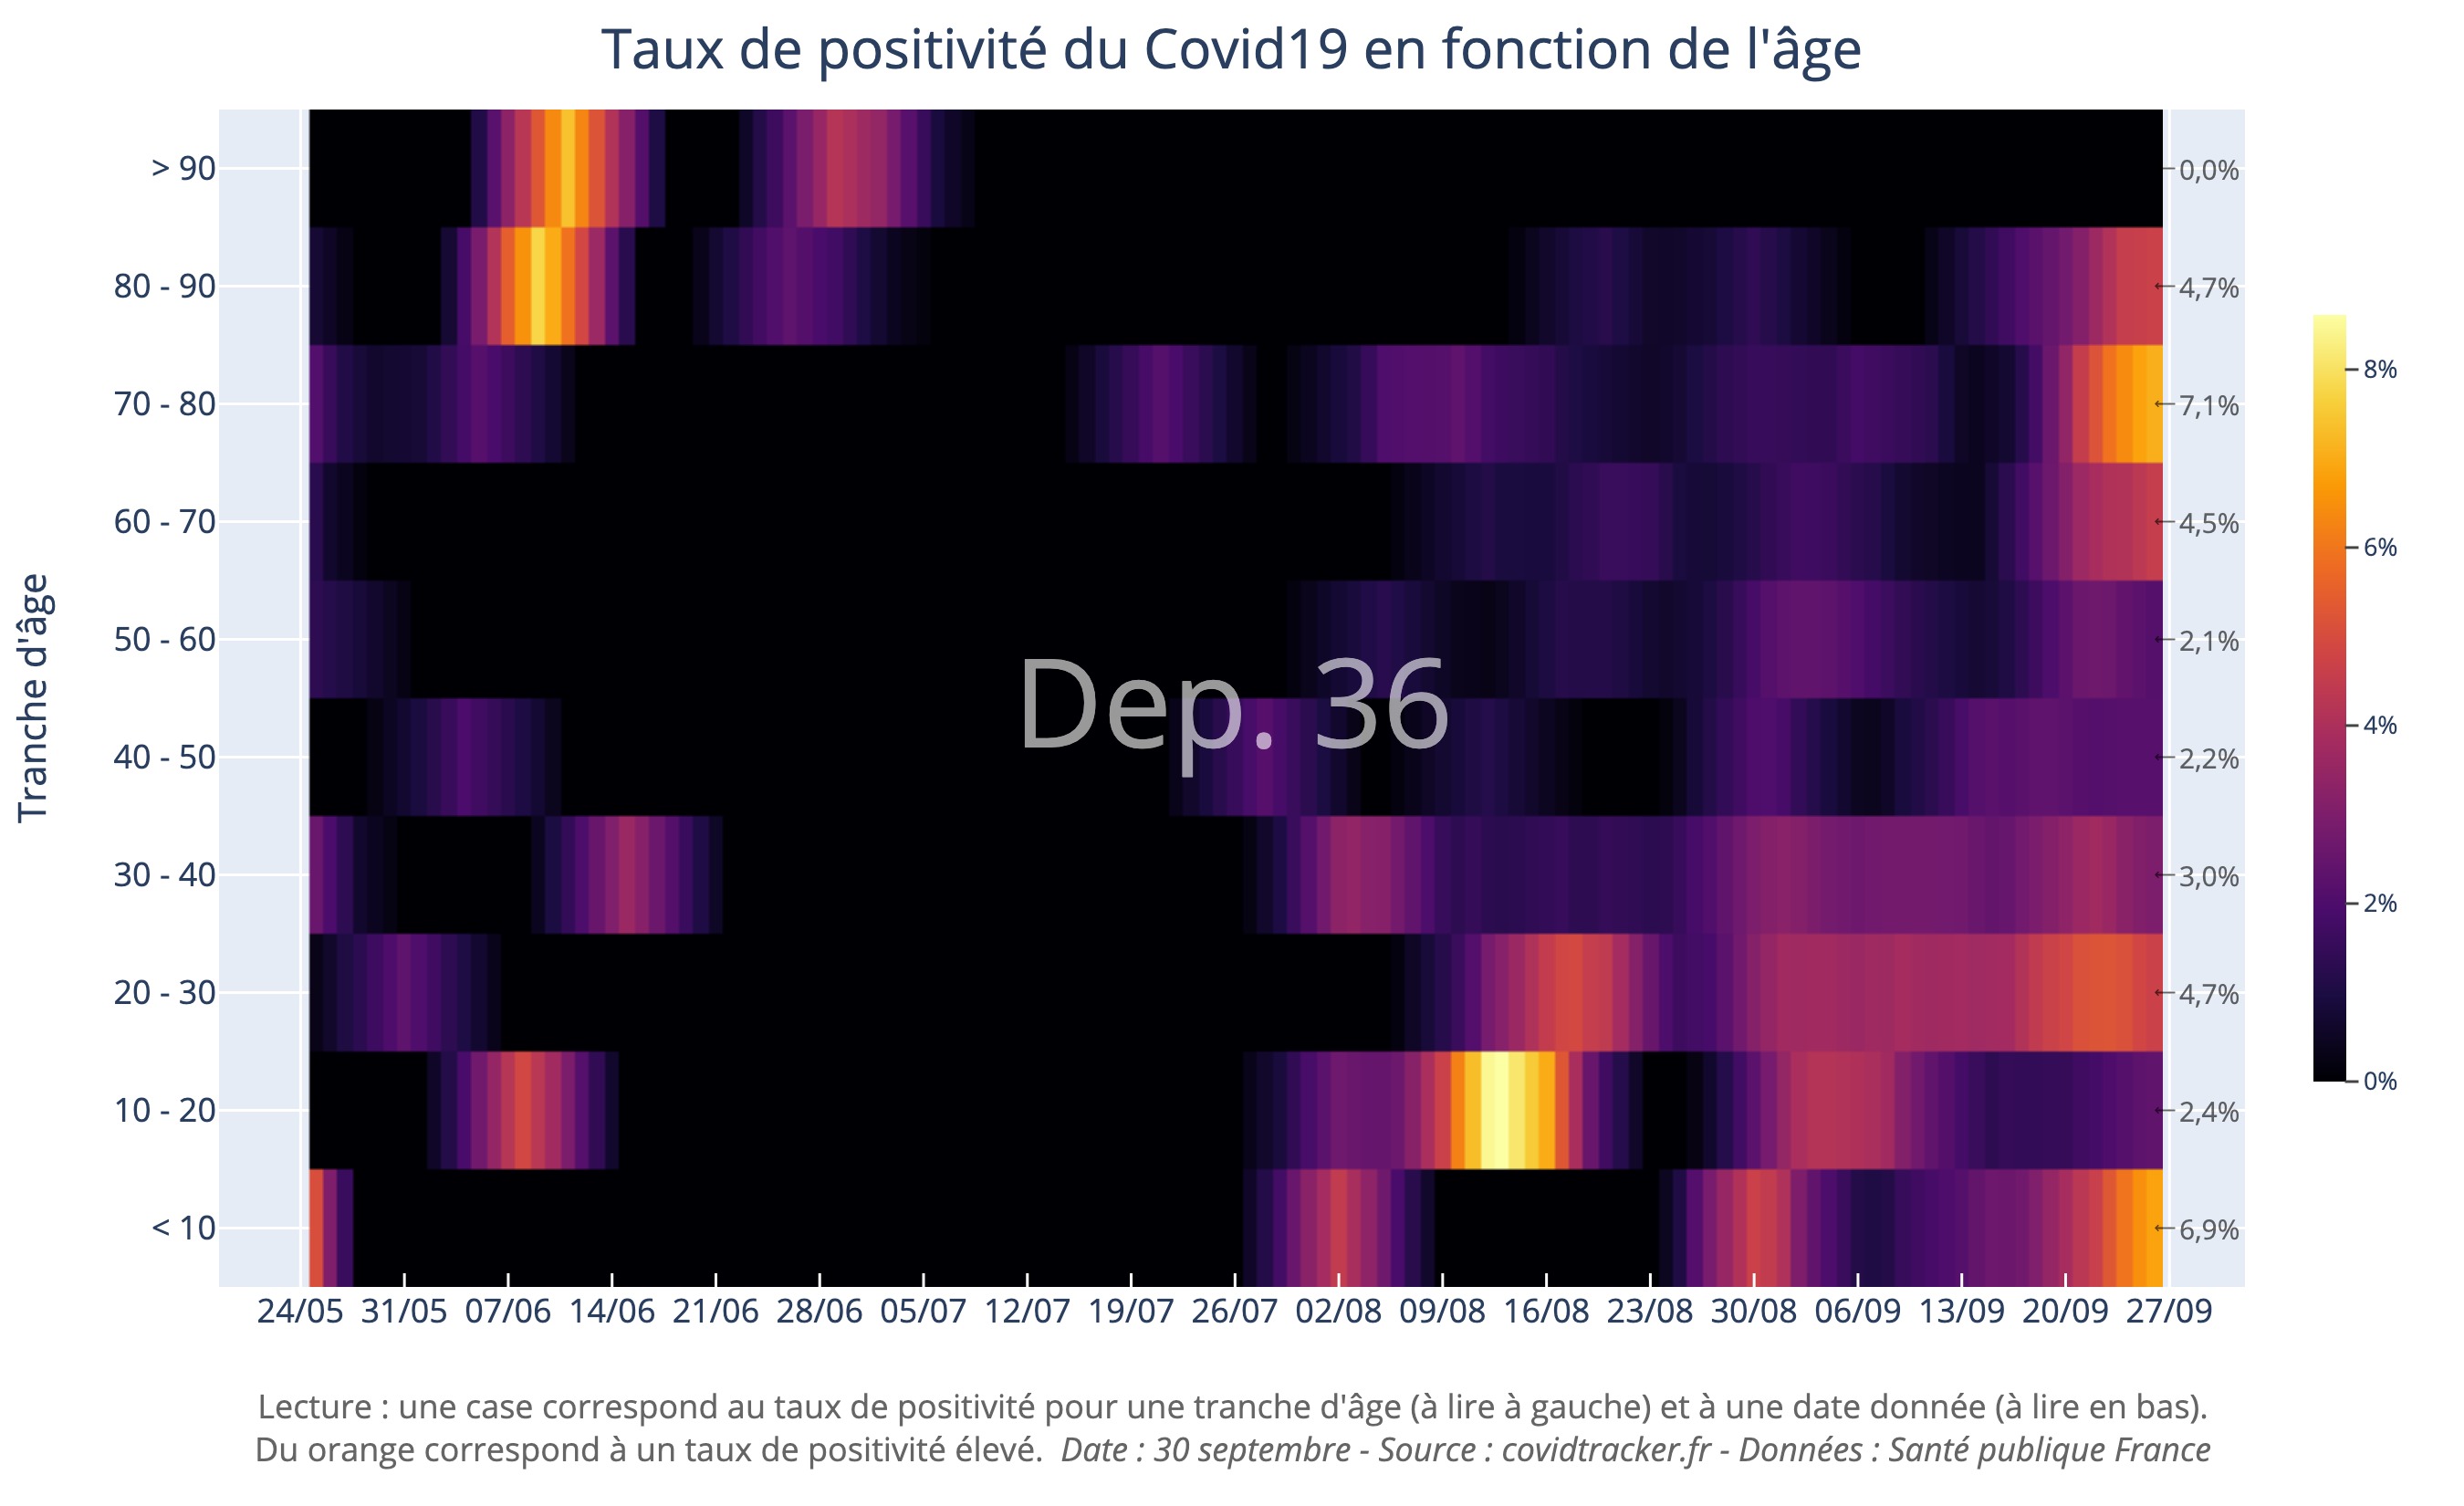 Taux de positivité du Covid19 en fonction de l'âge
Tranche d'âge
> 90
80 - 90
70 - 80
60 - 70
50 - 60
40 - 50
30 - 40
20 - 30
10 - 20
< 10
Dep. 36
0,0%
4,7%
7,1%
4,5%
2,1%
2,2%
3,0%
4,7%
2,4%
6,9%
8%
6%
4%
2%
0%
24/05 31/05 07/06 14/06 21/06 28/06 05/07 12/07 19/07 26/07 02/08 09/08 16/08 23/08 30/08 06/09 13/09 20/09 27/09
Lecture : une case correspond au taux de positivité pour une tranche d'âge (à lire à gauche) et à une date donnée (à lire en bas).
Du orange correspond à un taux de positivité élevé. Date : 30 septembre - Source : covidtracker.fr - Données : Santé publique France